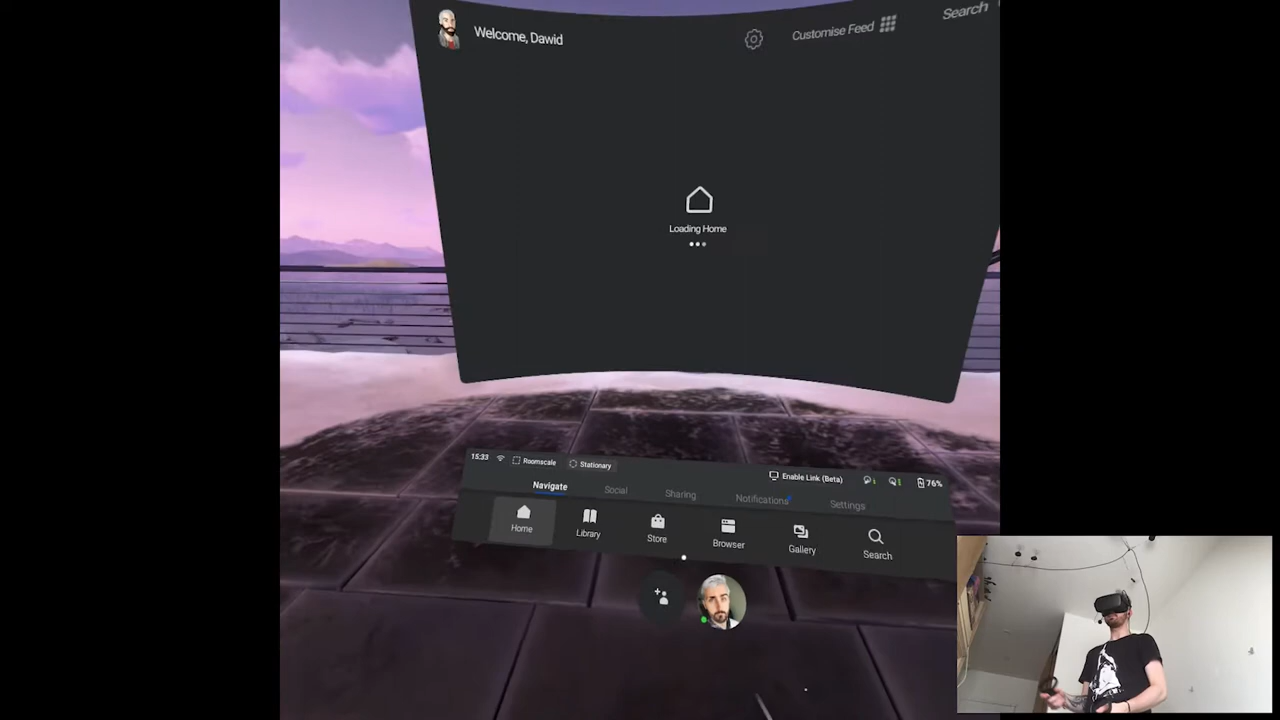 Welcome, Dawid
Customise Feed
Search
Loading Home
15:33
Roomscale
Stationary
Enable Link (Beta)
76%
Navigate
Social
Sharing
Notifications
Settings
Home
Library
Store
Browser
Gallery
Search